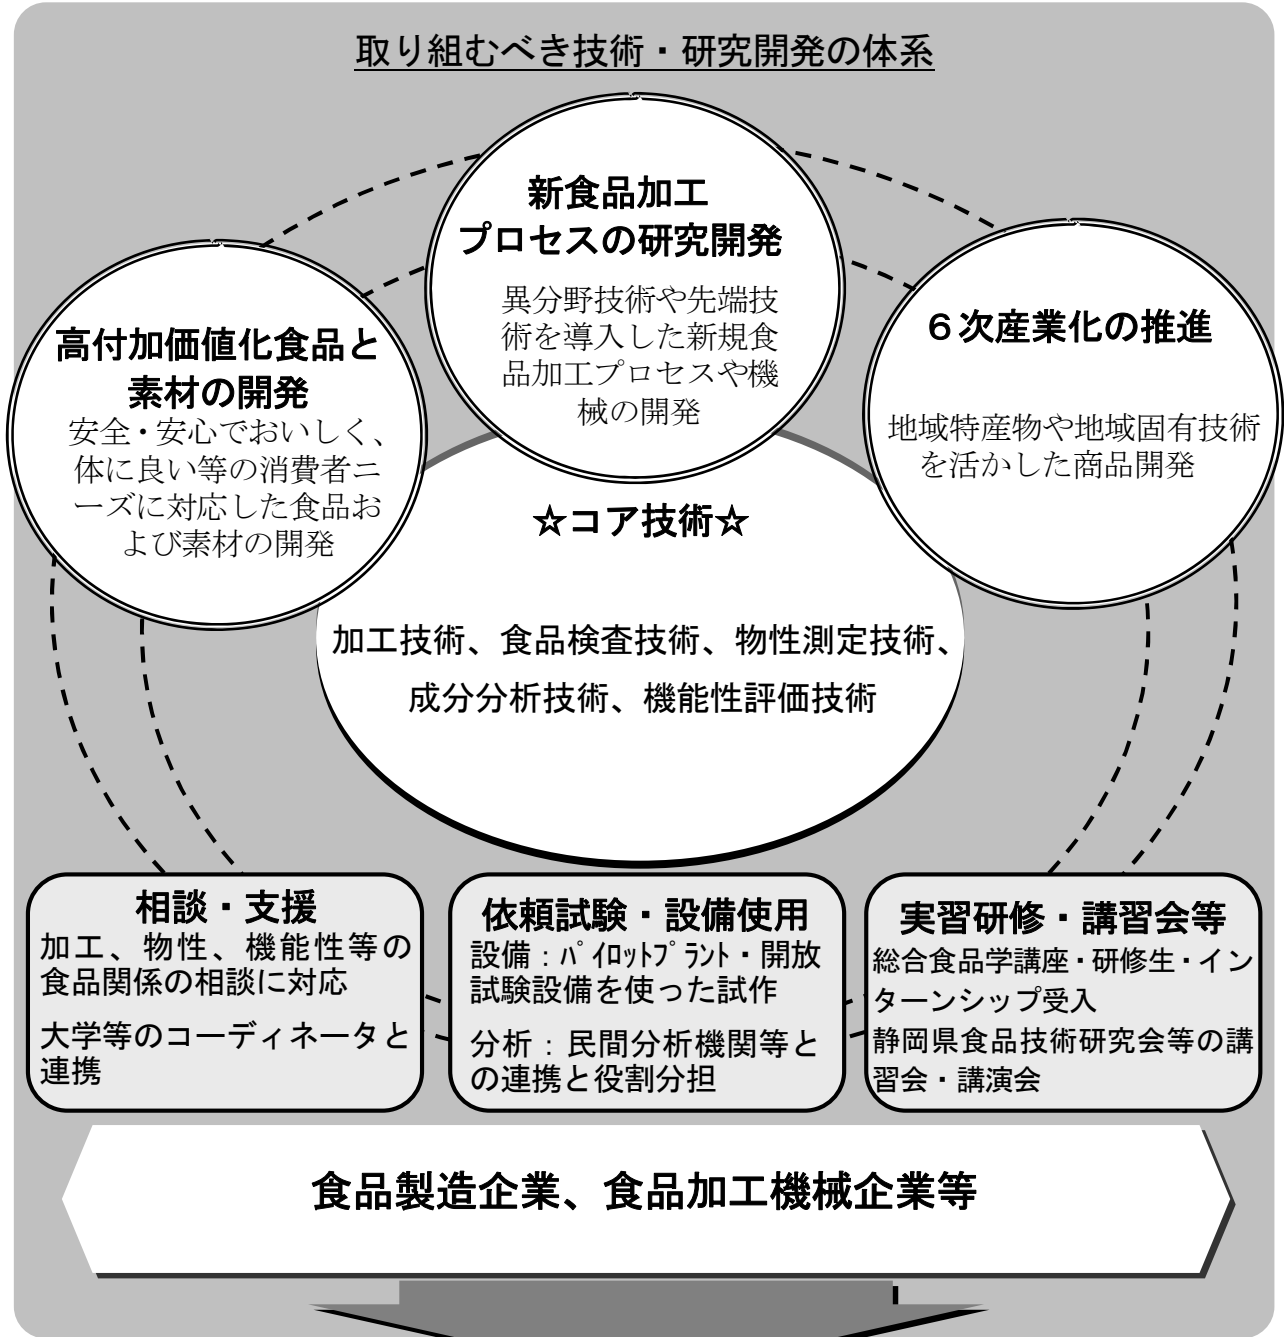 取り組むべき技術・研究開発の体系
新食品加工
プロセスの研究開発
異分野技術や先端技
術を導入した新規食
品加工プロセスや機
械の開発
高付加価値化食品と
素材の開発
安全・安心でおいしく、
体に良い等の消費者ニ
ーズに対応した食品お
よび素材の開発
６次産業化の推進
地域特産物や地域固有技術
を活かした商品開発
☆コア技術☆
加工技術、食品検査技術、物性測定技術、
成分分析技術、機能性評価技術
相談・支援
加工、物性、機能性等の
食品関係の相談に対応
大学等のコーディネータと
連携
依頼試験・設備使用
設備：ﾊﾟｲﾛｯﾄﾌﾟﾗﾝﾄ・開放
試験設備を使った試作
分析：民間分析機関等と
の連携と役割分担
実習研修・講習会等
総合食品学講座・研修生・イン
ターンシップ受入
静岡県食品技術研究会等の講
習会・講演会
食品製造企業、食品加工機械企業等